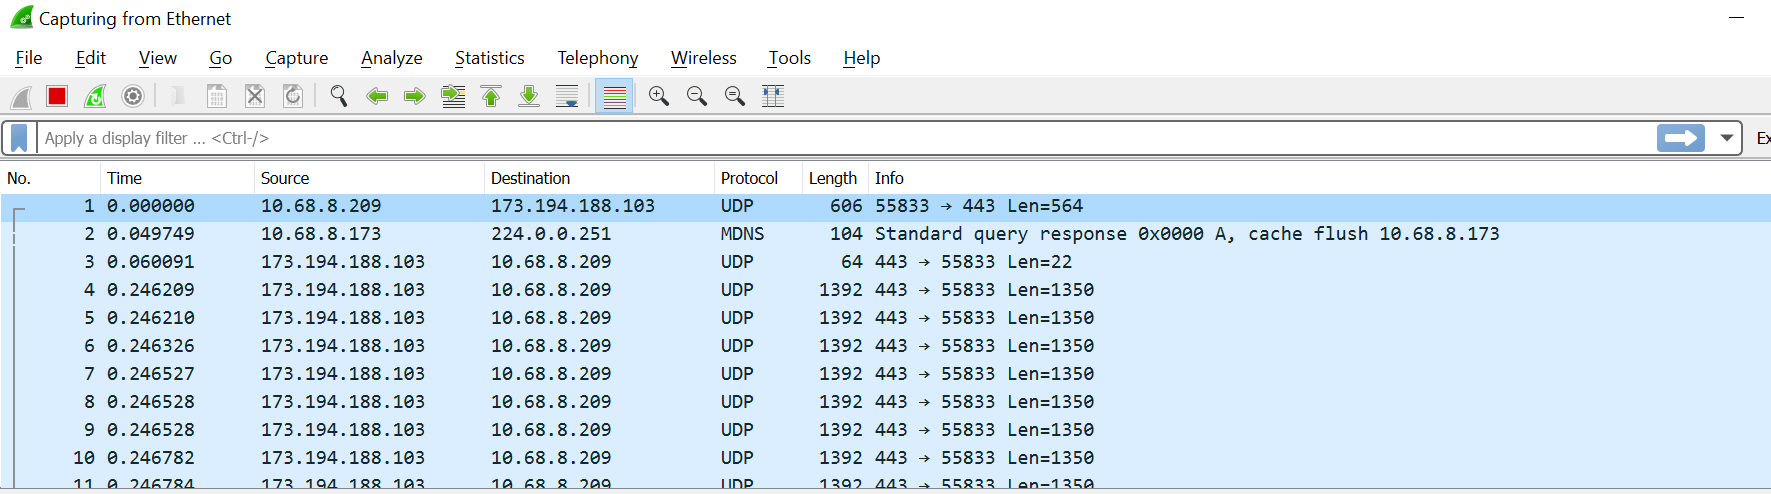 Capturing from Ethernet
File Edit View Go Capture Analyze Statistics Telephony Wireless Tools Help
Apply a display filter ... <Ctrl-/> Ex
No. Time Source Destination Protocol Length Info
1 0.000000 10.68.8.209 173.194.188.103 UDP 606 55833 → 443 Len=564
2 0.049749 10.68.8.173 224.0.0.251 MDNS 104 Standard query response 0x0000 A, cache flush 10.68.8.173
3 0.060091 173.194.188.103 10.68.8.209 UDP 64 443 → 55833 Len=22
4 0.246209 173.194.188.103 10.68.8.209 UDP 1392 443 → 55833 Len=1350
5 0.246210 173.194.188.103 10.68.8.209 UDP 1392 443 → 55833 Len=1350
6 0.246326 173.194.188.103 10.68.8.209 UDP 1392 443 → 55833 Len=1350
7 0.246527 173.194.188.103 10.68.8.209 UDP 1392 443 → 55833 Len=1350
8 0.246528 173.194.188.103 10.68.8.209 UDP 1392 443 → 55833 Len=1350
9 0.246528 173.194.188.103 10.68.8.209 UDP 1392 443 → 55833 Len=1350
10 0.246782 173.194.188.103 10.68.8.209 UDP 1392 443 → 55833 Len=1350
11 0.246784 173.194.188.103 10.68.8.209 UDP 1392 443 → 55833 Len=1350